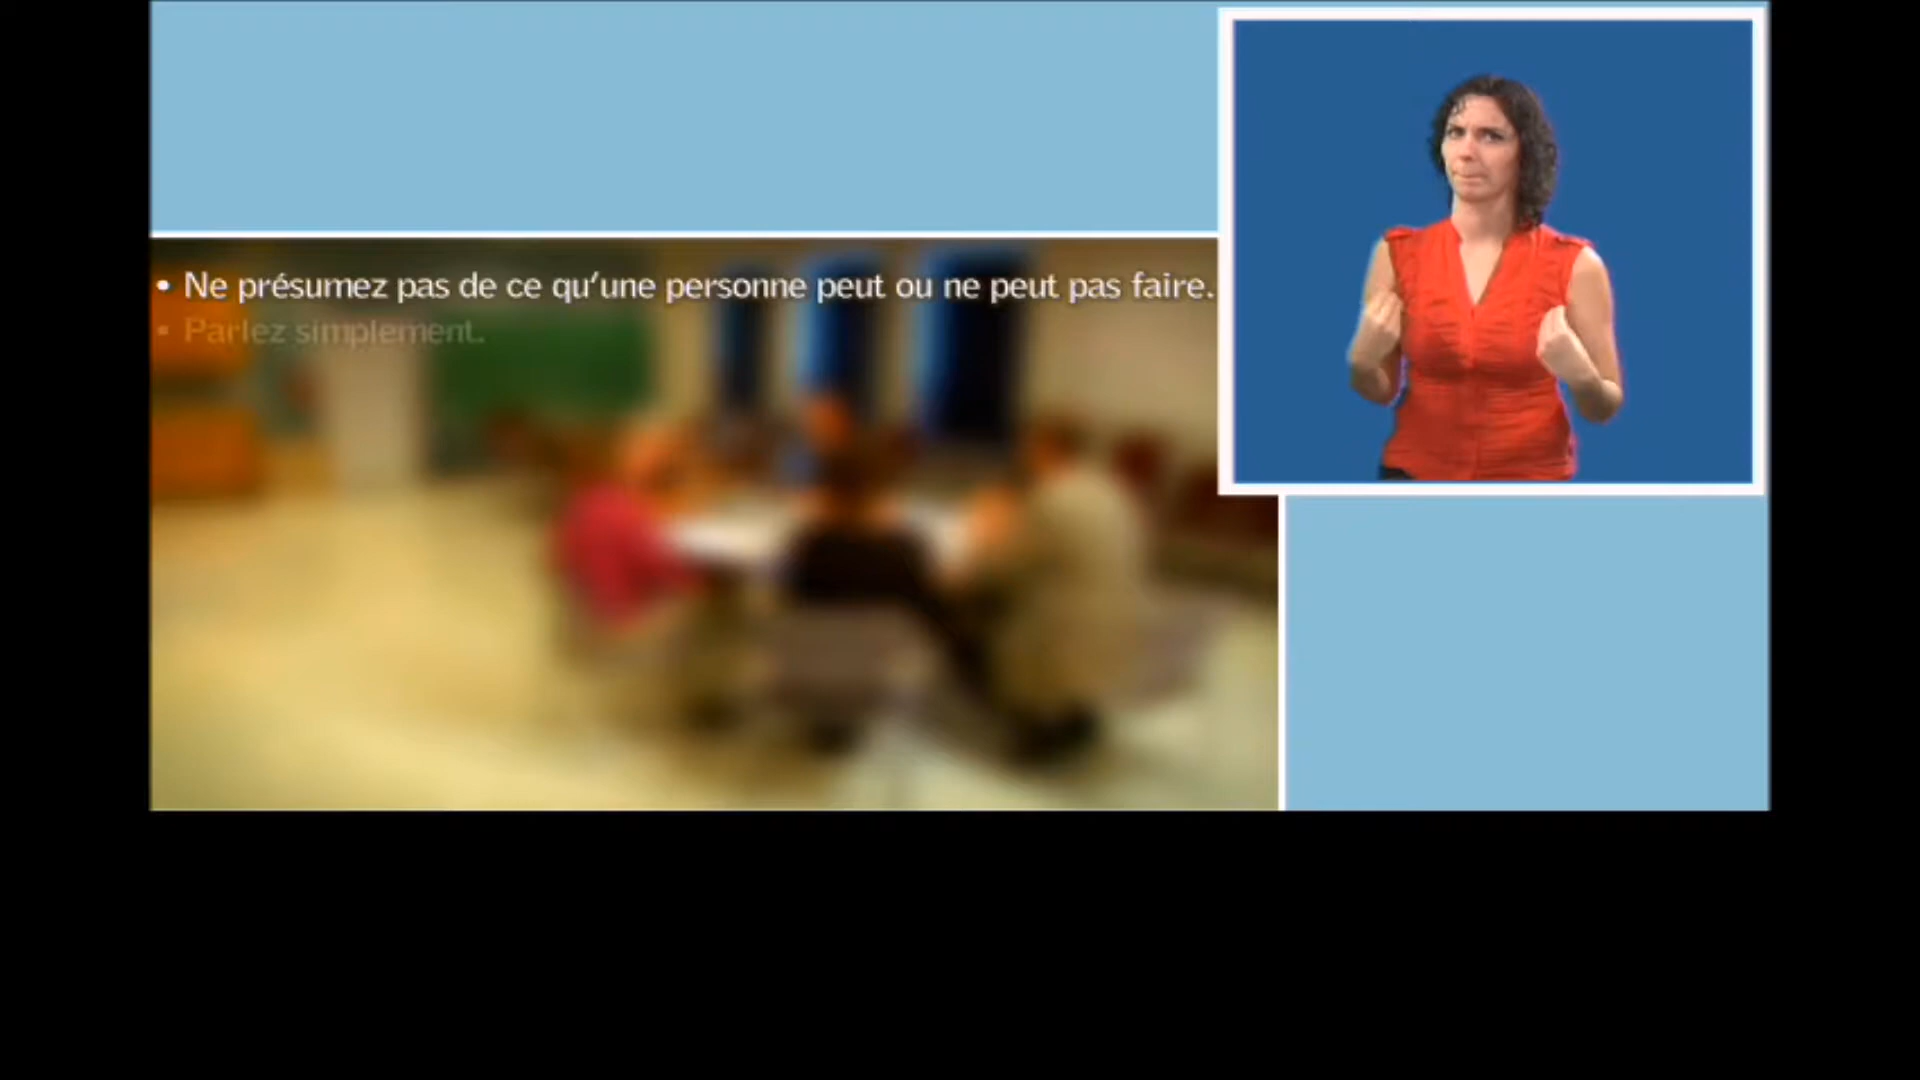 • Ne présumez pas de ce qu'une personne peut ou ne peut pas faire.
• Parlez simplement.